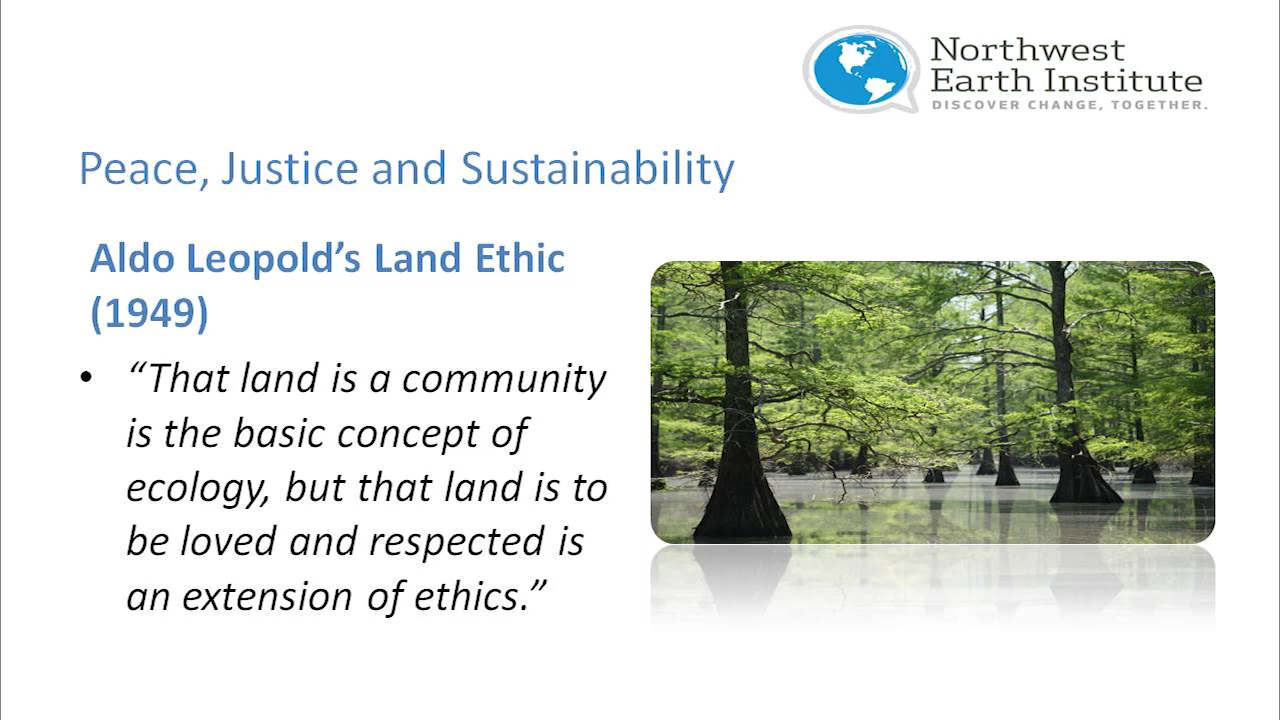 Northwest
Earth Institute
DISCOVER CHANGE, TOGETHER.
Peace, Justice and Sustainability
Aldo Leopold’s Land Ethic
(1949)
• “That land is a community
is the basic concept of
ecology, but that land is to
be loved and respected is
an extension of ethics.”